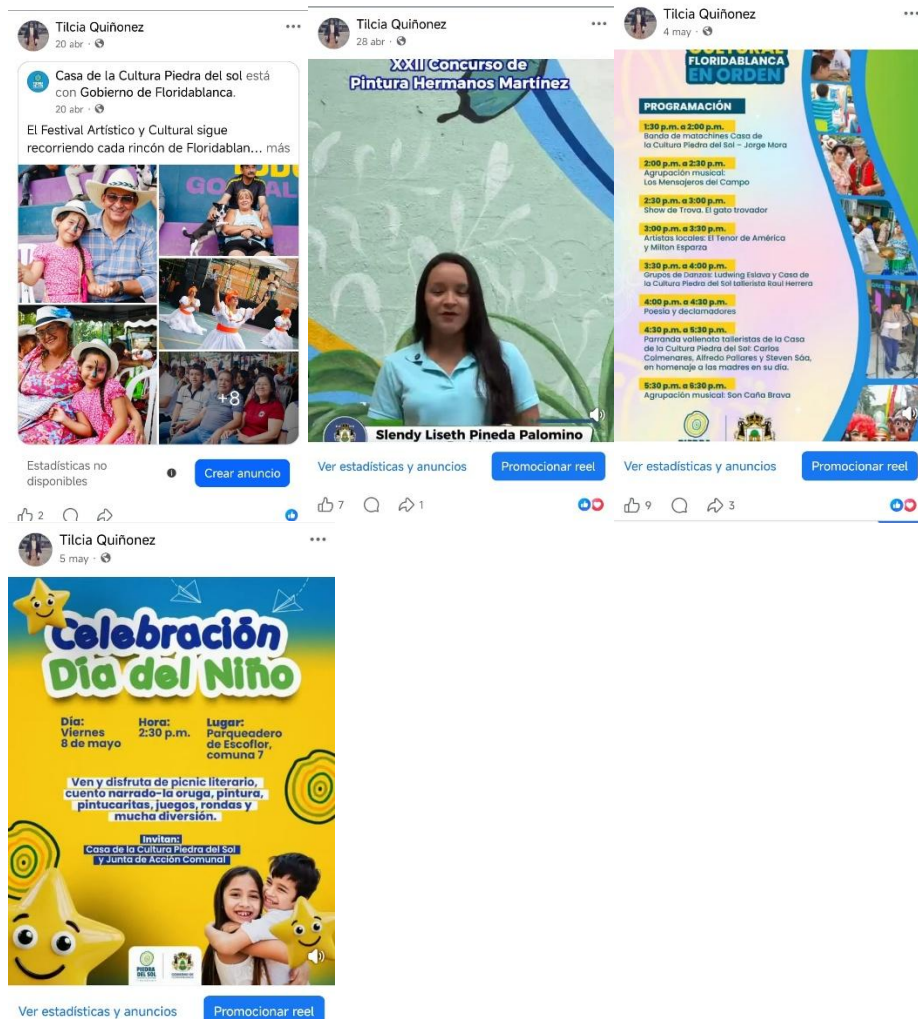 Tilcia Quiñonez
20 abr
Casa de la Cultura Piedra del sol está
con Gobierno de Floridablanca.
20 abr
El Festival Artístico y Cultural sigue
recorriendo cada rincón de Floridablan... más
+8
Estadísticas no
disponibles
Crear anuncio
2
Tilcia Quiñonez
28 abr
XXII Concurso de
Pintura Hermanos Martínez
Slendy Liseth Pineda Palomino
Ver estadísticas y anuncios
Promocionar reel
7
1
Tilcia Quiñonez
4 may
CULTURAL
FLORIDABLANCA
EN ORDEN
PROGRAMACIÓN
1:30 p.m. a 2:00 p.m.
Banda de matachines Casa de
la Cultura Piedra del Sol – Jorge Mora
2:00 p.m. a 2:30 p.m.
Agrupación musical:
Los Mensajeros del Campo
2:30 p.m. a 3:00 p.m.
Show de Trova. El gato trovador
3:00 p.m. a 3:30 p.m.
Artistas locales: El Tenor de América
y Milton Esparza
3:30 p.m. a 4:00 p.m.
Grupos de Danzas: Ludwing Eslava y Casa de
la Cultura Piedra del Sol tallerista Raul Herrera
4:00 p.m. a 4:30 p.m.
Poesía y declamadores
4:30 p.m. a 5:30 p.m.
Parranda vallenata talleristas de la Casa
de la Cultura Piedra del Sol: Carlos
Colmenares, Alfredo Pallares y Steven Sáa,
en homenaje a las madres en su día.
5:30 p.m. a 6:30 p.m.
Agrupación musical: Son Caña Brava
Ver estadísticas y anuncios
Promocionar reel
9
3
Tilcia Quiñonez
5 may
Celebración
Día del Niño
Día:
Viernes
8 de mayo
Hora:
2:30 p.m.
Lugar:
Parqueadero
de Escoflor,
comuna 7
Ven y disfruta de picnic literario,
cuento narrado-la oruga, pintura,
pintucaritas, juegos, rondas y
mucha diversión.
Invitan:
Casa de la Cultura Piedra del Sol
y Junta de Acción Comunal
PIEDRA
DEL SOL
Ver estadísticas y anuncios
Promocionar reel